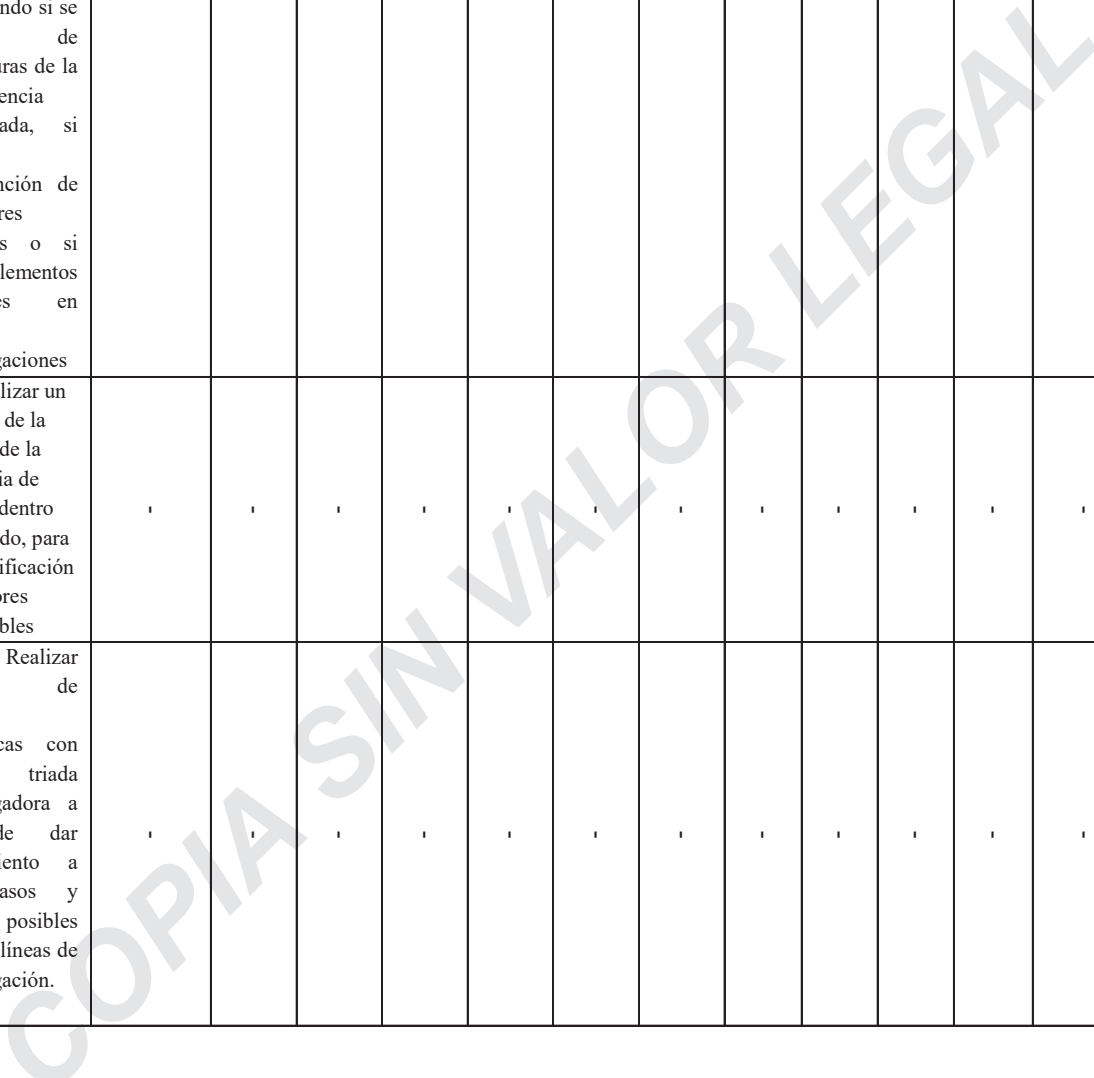 ndo si se
de
uras de la
encia
ada, si
nción de
res
s o si
lementos
es en
gaciones
lizar un
de la
de la
ia de
dentro ' ' ' ' ' ' ' ' ' ' ' '
do, para
ificación
ores
bles
Realizar
de
cas con
triada
gadora a
de dar ' ' ' ' ' ' ' ' ' ' ' '
iento a
asos y
posibles
líneas de
gación.
COPIA SIN VALOR LEGAL